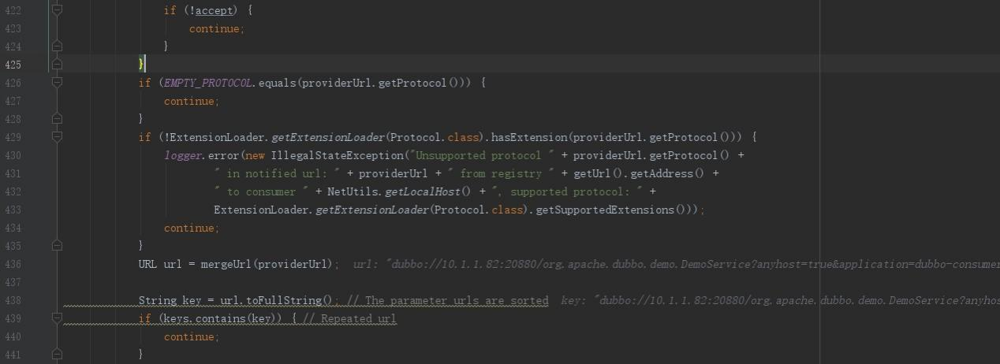 422 if (!accept) {
423 continue;
424 }
425 }
426 if (EMPTY_PROTOCOL.equals(providerUrl.getProtocol())) {
427 continue;
428 }
429 if (!ExtensionLoader.getExtensionLoader(Protocol.class).hasExtension(providerUrl.getProtocol())) {
430 logger.error(new IllegalStateException("Unsupported protocol " + providerUrl.getProtocol() +
431 " in notified url: " + providerUrl + " from registry " + getUrl().getAddress() +
432 " to consumer " + NetUtils.getLocalHost() + ", supported protocol: " +
433 ExtensionLoader.getExtensionLoader(Protocol.class).getSupportedExtensions()));
434 continue;
435 }
436 URL url = mergeUrl(providerUrl); url: "dubbo://10.1.1.82:20880/org.apache.dubbo.demo.DemoService?anyhost=true&application=dubbo-consumer
437
438 String key = url.toFullString(); // The parameter urls are sorted key: "dubbo://10.1.1.82:20880/org.apache.dubbo.demo.DemoService?anyhos
439 if (keys.contains(key)) { // Repeated url
440 continue;
441 }